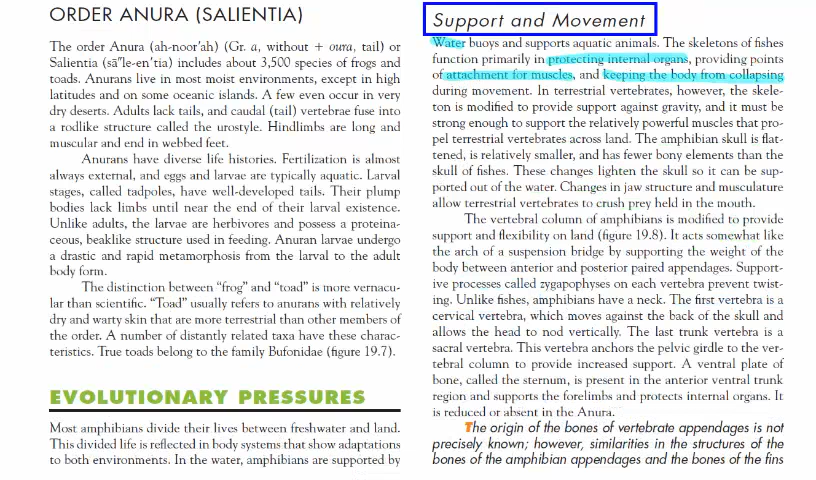 ORDER ANURA (SALIENTIA)
The order Anura (ah-noor'ah) (Gr. a, without + oura, tail) or
Salientia (sā"le-en'tia) includes about 3,500 species of frogs and
toads. Anurans live in most moist environments, except in high
latitudes and on some oceanic islands. A few even occur in very
dry deserts. Adults lack tails, and caudal (tail) vertebrae fuse into
a rodlike structure called the urostyle. Hindlimbs are long and
muscular and end in webbed feet.
Anurans have diverse life histories. Fertilization is almost
always external, and eggs and larvae are typically aquatic. Larval
stages, called tadpoles, have well-developed tails. Their plump
bodies lack limbs until near the end of their larval existence.
Unlike adults, the larvae are herbivores and possess a proteina-
ceous, beaklike structure used in feeding. Anuran larvae undergo
a drastic and rapid metamorphosis from the larval to the adult
body form.
The distinction between “frog” and “toad” is more vernacu-
lar than scientific. “Toad” usually refers to anurans with relatively
dry and warty skin that are more terrestrial than other members of
the order. A number of distantly related taxa have these charac-
teristics. True toads belong to the family Bufonidae (figure 19.7).
EVOLUTIONARY PRESSURES
Most amphibians divide their lives between freshwater and land.
This divided life is reflected in body systems that show adaptations
to both environments. In the water, amphibians are supported by
Support and Movement
Water buoys and supports aquatic animals. The skeletons of fishes
function primarily in protecting internal organs, providing points
of attachment for muscles, and keeping the body from collapsing
during movement. In terrestrial vertebrates, however, the skele-
ton is modified to provide support against gravity, and it must be
strong enough to support the relatively powerful muscles that pro-
pel terrestrial vertebrates across land. The amphibian skull is flat-
tened, is relatively smaller, and has fewer bony elements than the
skull of fishes. These changes lighten the skull so it can be sup-
ported out of the water. Changes in jaw structure and musculature
allow terrestrial vertebrates to crush prey held in the mouth.
The vertebral column of amphibians is modified to provide
support and flexibility on land (figure 19.8). It acts somewhat like
the arch of a suspension bridge by supporting the weight of the
body between anterior and posterior paired appendages. Support-
ive processes called zygapophyses on each vertebra prevent twist-
ing. Unlike fishes, amphibians have a neck. The first vertebra is a
cervical vertebra, which moves against the back of the skull and
allows the head to nod vertically. The last trunk vertebra is a
sacral vertebra. This vertebra anchors the pelvic girdle to the ver-
tebral column to provide increased support. A ventral plate of
bone, called the sternum, is present in the anterior ventral trunk
region and supports the forelimbs and protects internal organs. It
is reduced or absent in the Anura.
The origin of the bones of vertebrate appendages is not
precisely known; however, similarities in the structures of the
bones of the amphibian appendages and the bones of the fins